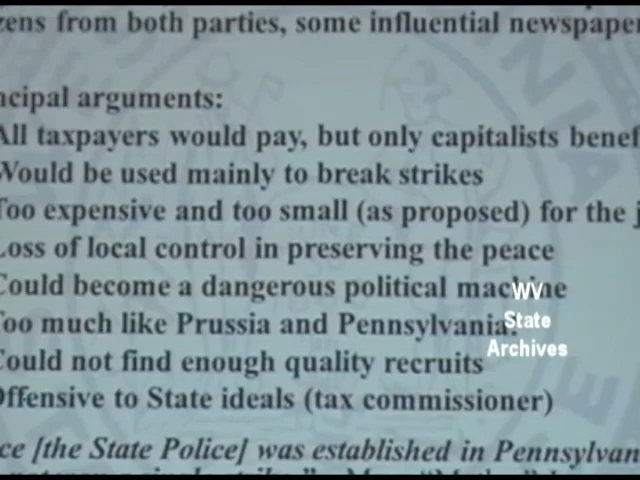 zens from both parties, some influential newspaper
ncipal arguments:
All taxpayers would pay, but only capitalists benef
Would be used mainly to break strikes
Too expensive and too small (as proposed) for the j
Loss of local control in preserving the peace
Could become a dangerous political machine
Too much like Prussia and Pennsylvania.
Could not find enough quality recruits
Offensive to State ideals (tax commissioner)
ce [the State Police] was established in Pennsylvan
WV
State
Archives